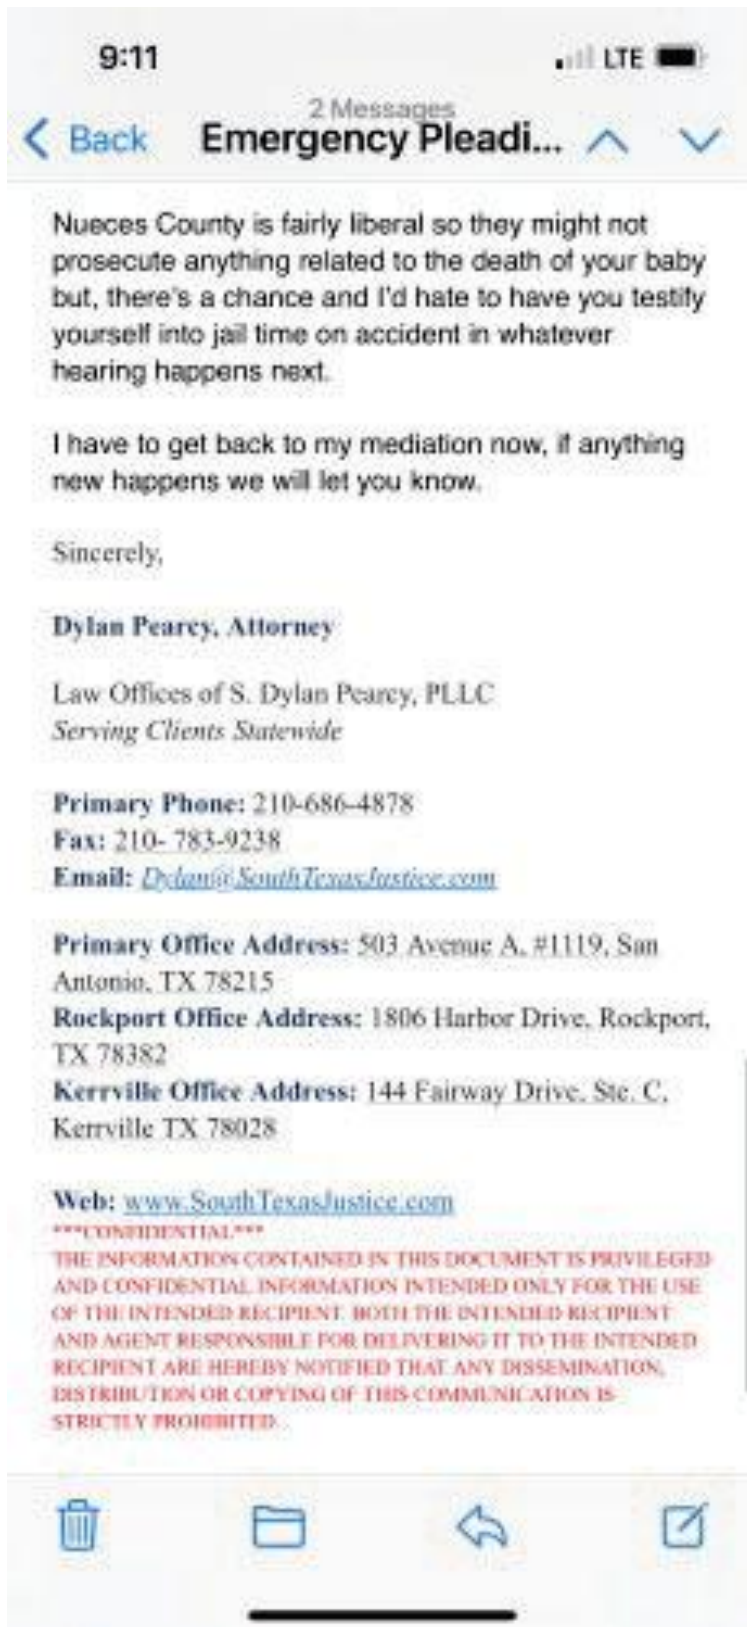 9:11
LTE
2 Messages
Back
Emergency Pleadi...
Nueces County is fairly liberal so they might not
prosecute anything related to the death of your baby
but, there's a chance and I'd hate to have you testify
yourself into jail time on accident in whatever
hearing happens next.
I have to get back to my mediation now, if anything
new happens we will let you know.
Sincerely,
Dylan Pearcy, Attorney
Law Offices of S. Dylan Pearcy, PLLC
Serving Clients Statewide
Primary Phone: 210-686-4878
Fax: 210- 783-9238
Email: Dylan@SouthTexasJustice.com
Primary Office Address: 503 Avenue A, #1119, San
Antonio, TX 78215
Rockport Office Address: 1806 Harbor Drive, Rockport,
TX 78382
Kerrville Office Address: 144 Fairway Drive, Ste. C,
Kerrville TX 78028
Web: www.SouthTexasJustice.com
***CONFIDENTIAL***
THE INFORMATION CONTAINED IN THIS DOCUMENT IS PRIVILEGED
AND CONFIDENTIAL INFORMATION INTENDED ONLY FOR THE USE
OF THE INTENDED RECIPIENT. BOTH THE INTENDED RECIPIENT
AND AGENT RESPONSIBLE FOR DELIVERING IT TO THE INTENDED
RECIPIENT ARE HEREBY NOTIFIED THAT ANY DISSEMINATION,
DISTRIBUTION OR COPYING OF THIS COMMUNICATION IS
STRICTLY PROHIBITED.